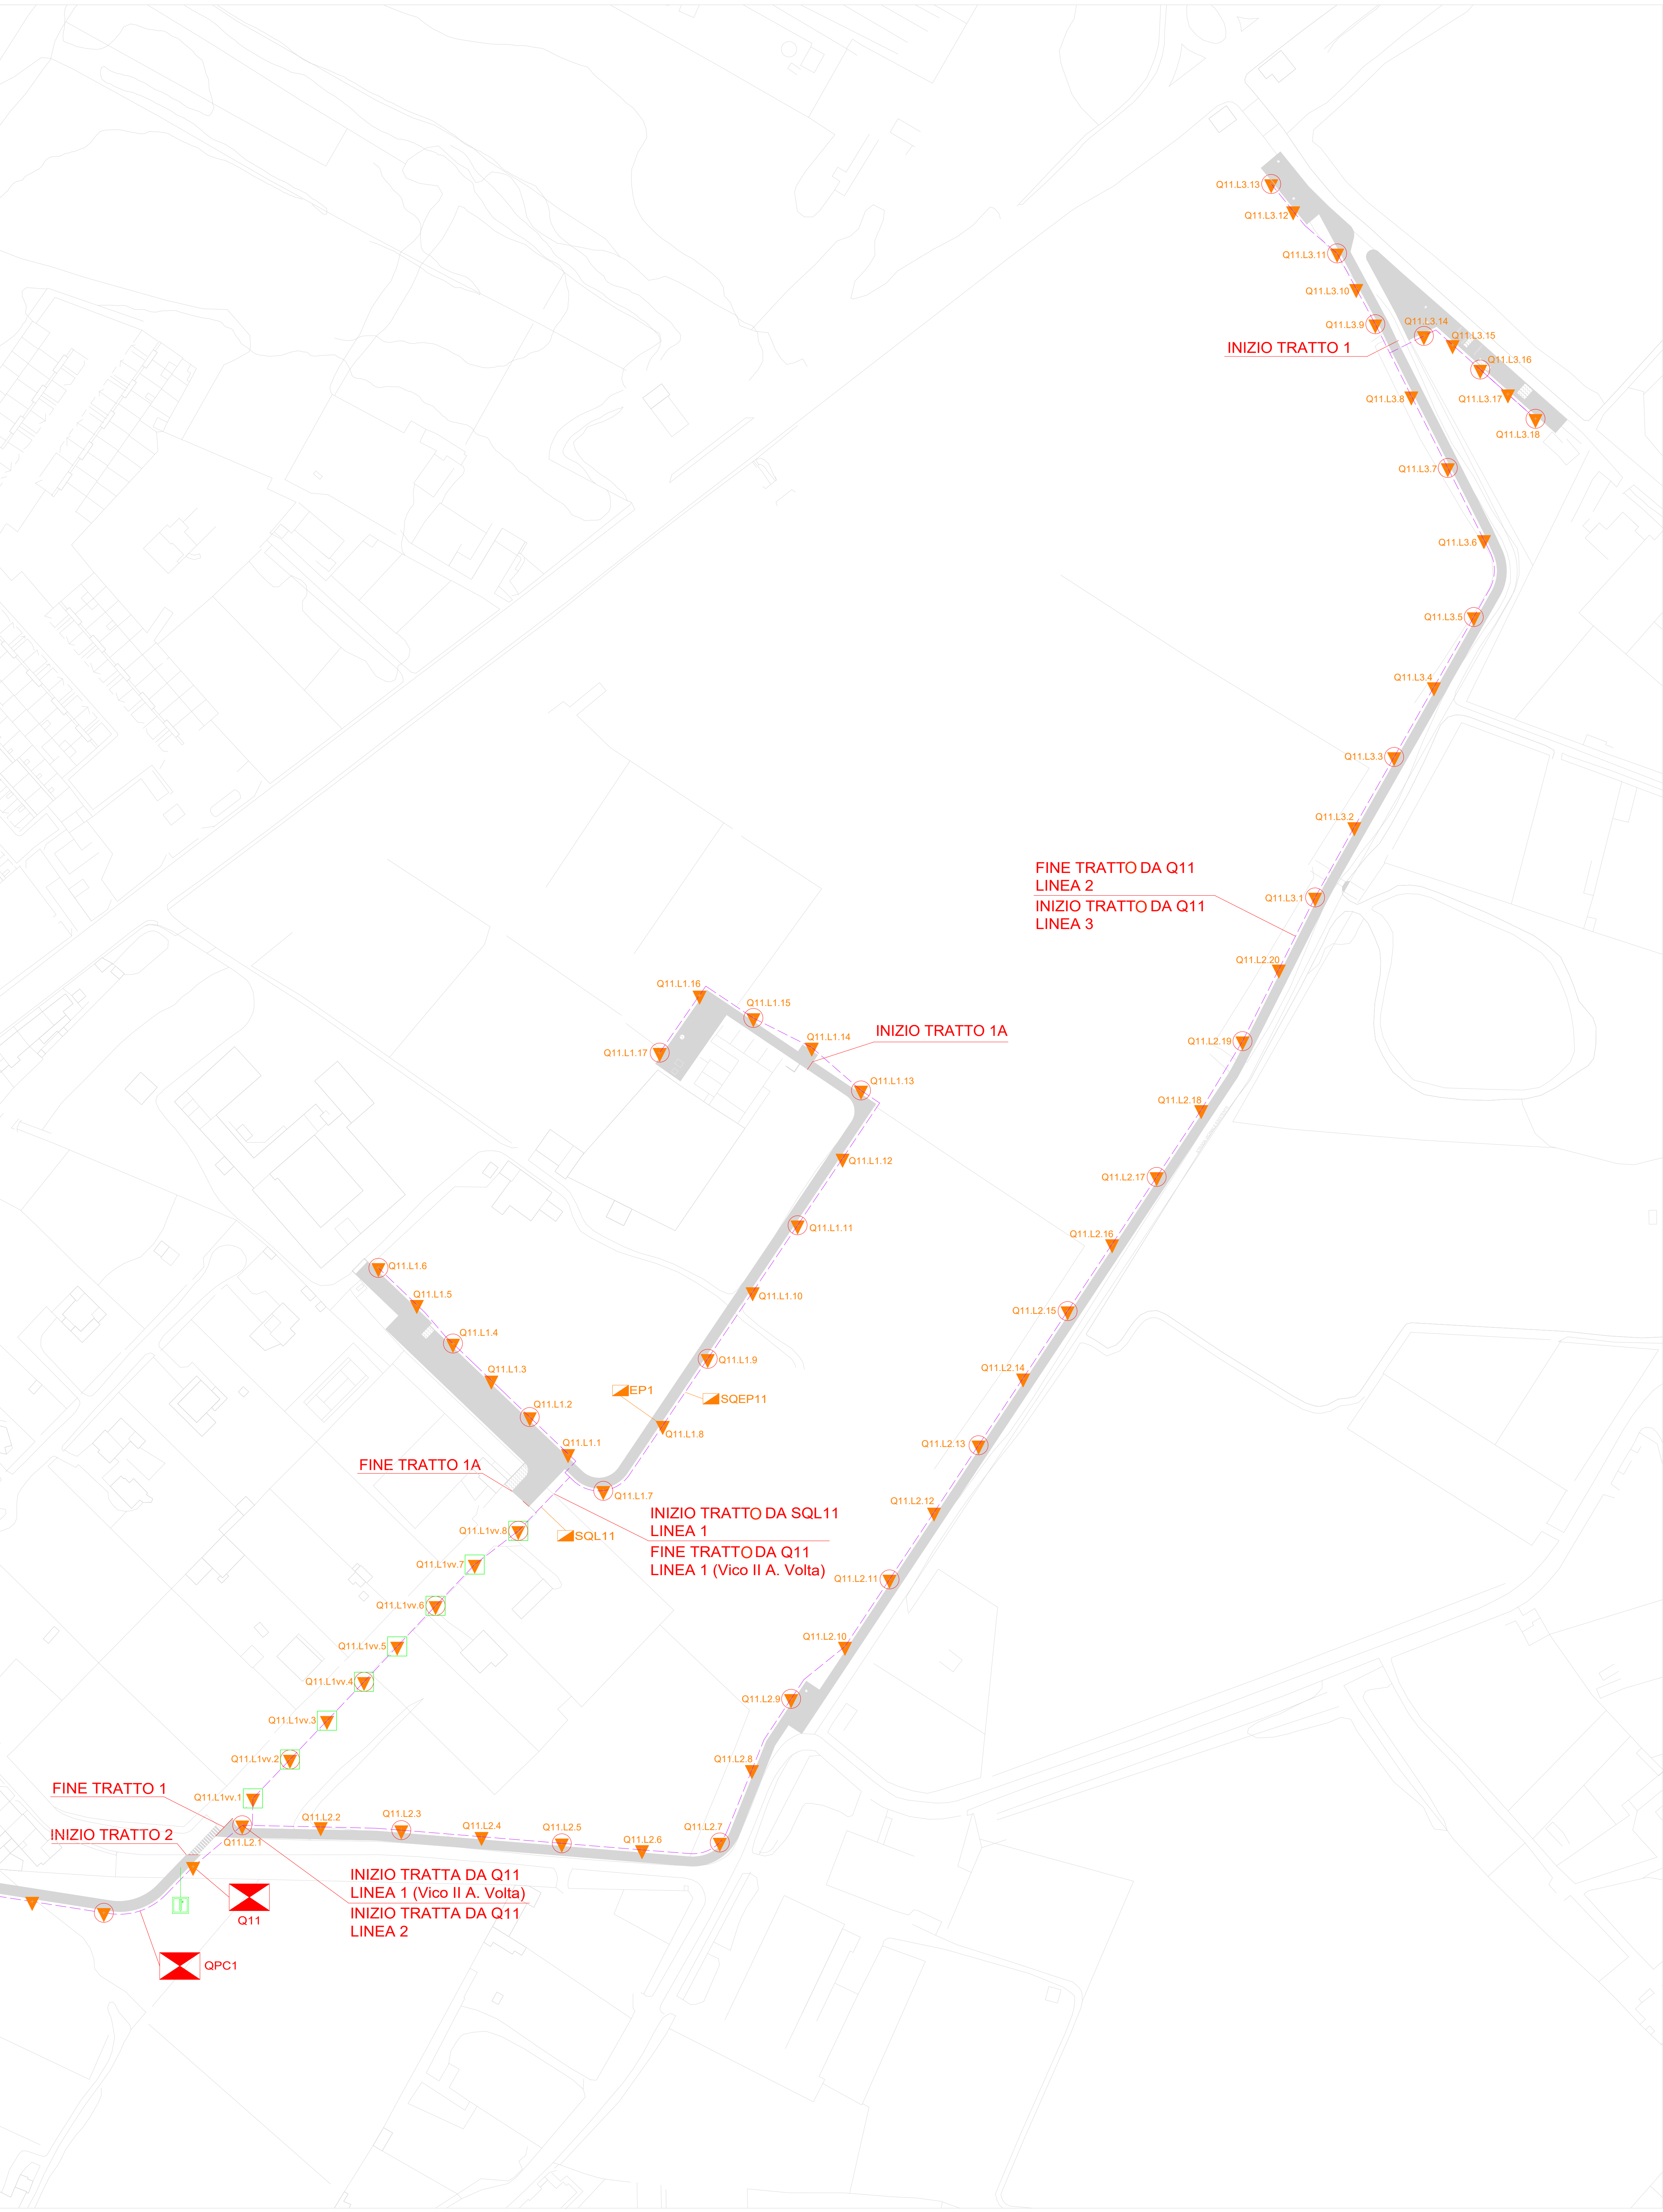 Q11.L3.13
Q11.L3.12
Q11.L3.11
Q11.L3.10
Q11.L3.9
Q11.L3.14
Q11.L3.15
INIZIO TRATTO 1
Q11.L3.16
Q11.L3.8
Q11.L3.17
Q11.L3.18
Q11.L3.7
Q11.L3.6
Q11.L3.5
Q11.L3.4
Q11.L3.3
Q11.L3.2
FINE TRATTO DA Q11
LINEA 2
INIZIO TRATTO DA Q11
LINEA 3
Q11.L3.1
Q11.L2.20
Q11.L1.16
Q11.L1.15
INIZIO TRATTO 1A
Q11.L1.14
Q11.L2.19
Q11.L1.17
Q11.L1.13
Q11.L2.18
Q11.L1.12
Q11.L2.17
Q11.L1.11
Q11.L2.16
Q11.L1.6
Q11.L1.5
Q11.L1.10
Q11.L2.15
Q11.L1.4
Q11.L1.9
Q11.L1.3
Q11.L2.14
EP1
SQEP11
Q11.L1.2
Q11.L1.8
Q11.L1.1
Q11.L2.13
FINE TRATTO 1A
Q11.L1.7
Q11.L2.12
INIZIO TRATTO DA SQL11
LINEA 1
FINE TRATTO DA Q11
LINEA 1 (Vico II A. Volta)
Q11.L1vv.8
SQL11
Q11.L1vv.7
Q11.L2.11
Q11.L1vv.6
Q11.L2.10
Q11.L1vv.5
Q11.L1vv.4
Q11.L2.9
Q11.L1vv.3
Q11.L1vv.2
Q11.L2.8
FINE TRATTO 1
Q11.L1vv.1
Q11.L2.2
Q11.L2.3
Q11.L2.4
Q11.L2.5
Q11.L2.6
Q11.L2.7
INIZIO TRATTO 2
Q11.L2.1
INIZIO TRATTA DA Q11
LINEA 1 (Vico II A. Volta)
INIZIO TRATTA DA Q11
LINEA 2
Q11
QPC1